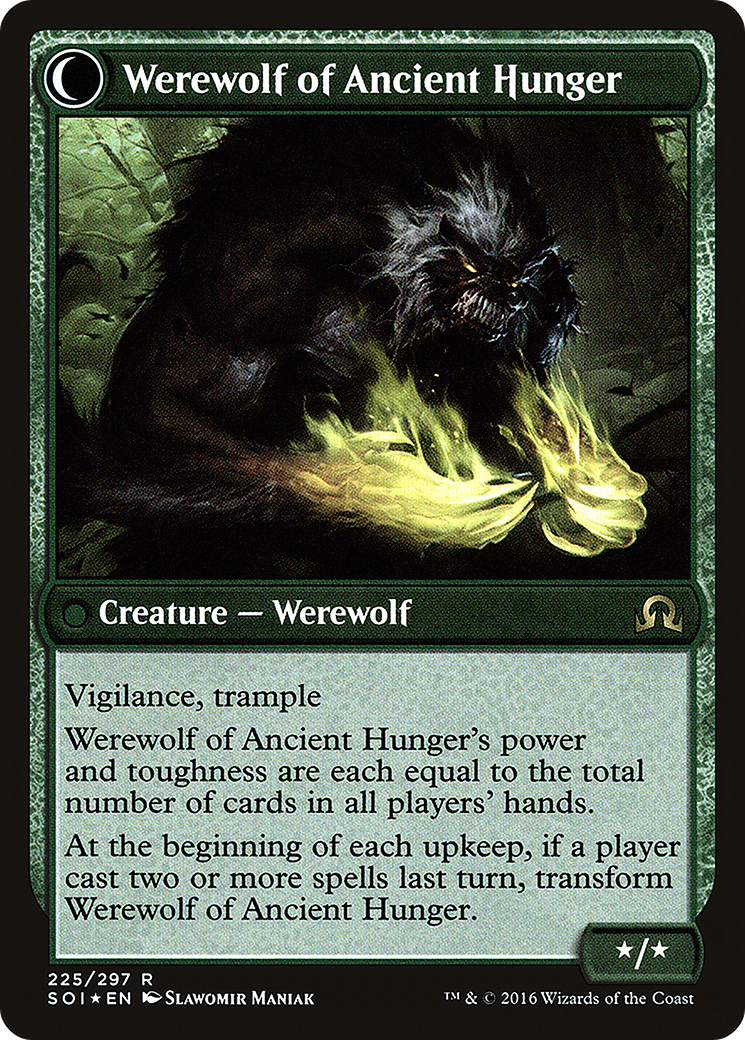 Werewolf of Ancient Hunger
Creature — Werewolf
Vigilance, trample
Werewolf of Ancient Hunger's power
and toughness are each equal to the total
number of cards in all players' hands.
At the beginning of each upkeep, if a player
cast two or more spells last turn, transform
Werewolf of Ancient Hunger.
★/★
225/297 R
SOI★EN Slawomir Maniak
™ & © 2016 Wizards of the Coast